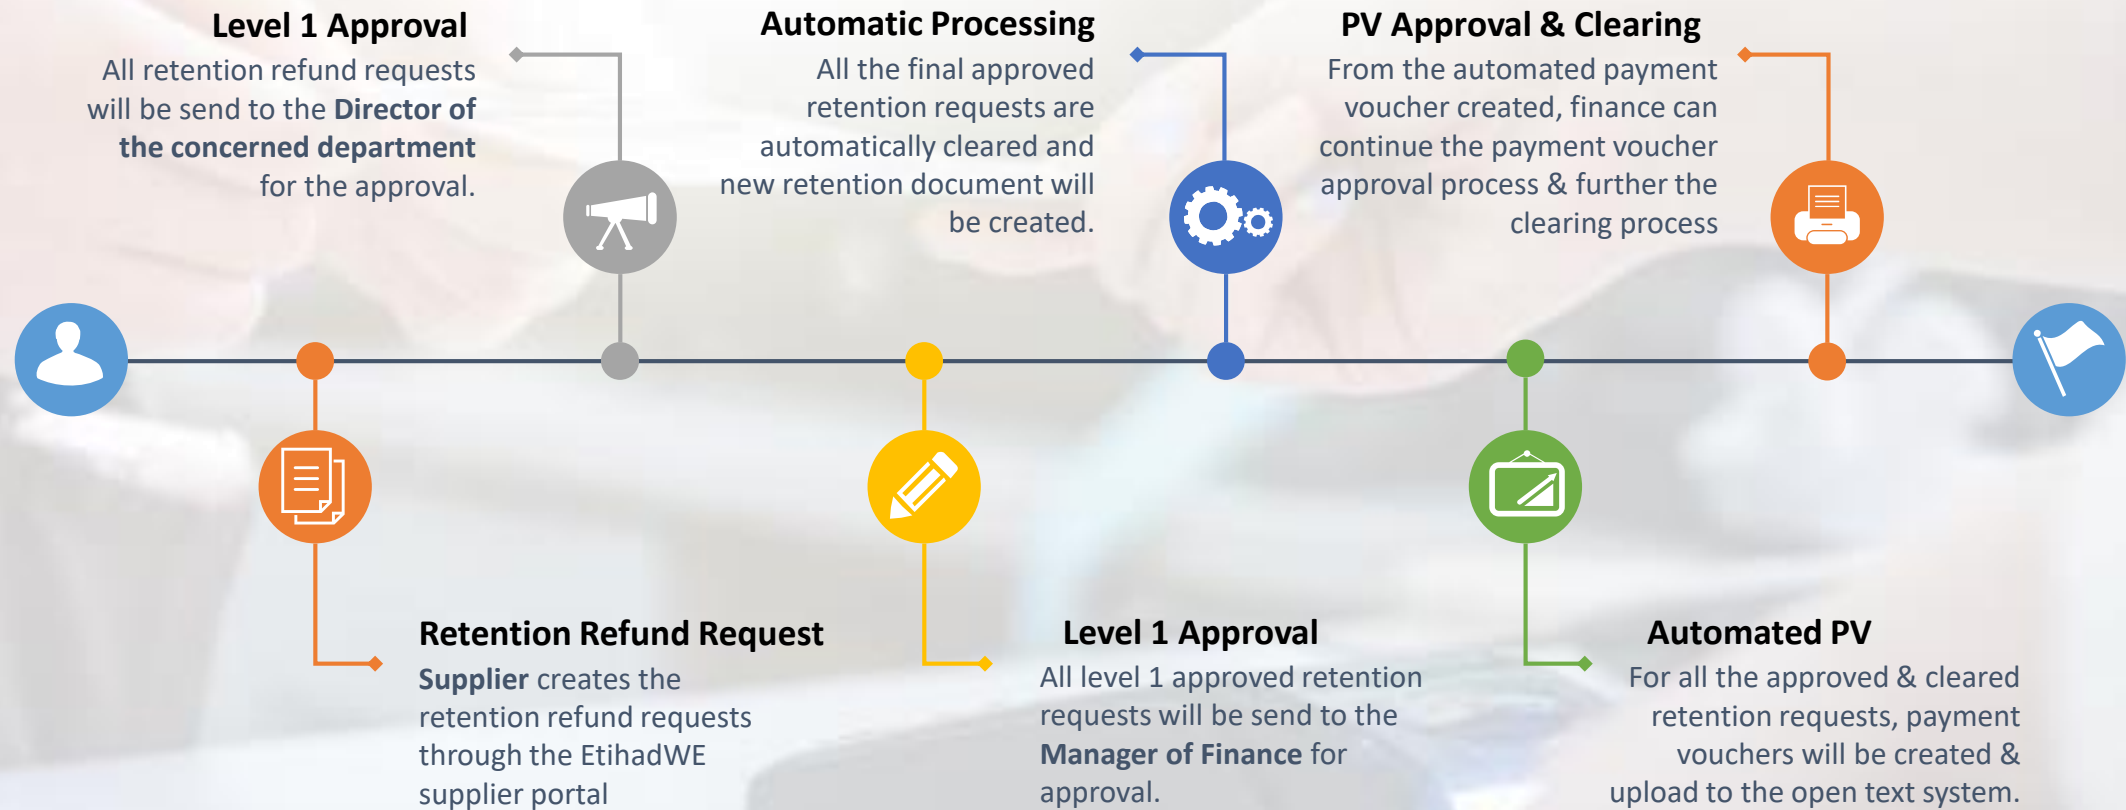 Level 1 Approval
All retention refund requests
will be send to the Director of
the concerned department
for the approval.
Automatic Processing
All the final approved
retention requests are
automatically cleared and
new retention document will
be created.
PV Approval & Clearing
From the automated payment
voucher created, finance can
continue the payment voucher
approval process & further the
clearing process
Retention Refund Request
Supplier creates the
retention refund requests
through the EtihadWE
supplier portal
Level 1 Approval
All level 1 approved retention
requests will be send to the
Manager of Finance for
approval.
Automated PV
For all the approved & cleared
retention requests, payment
vouchers will be created &
upload to the open text system.